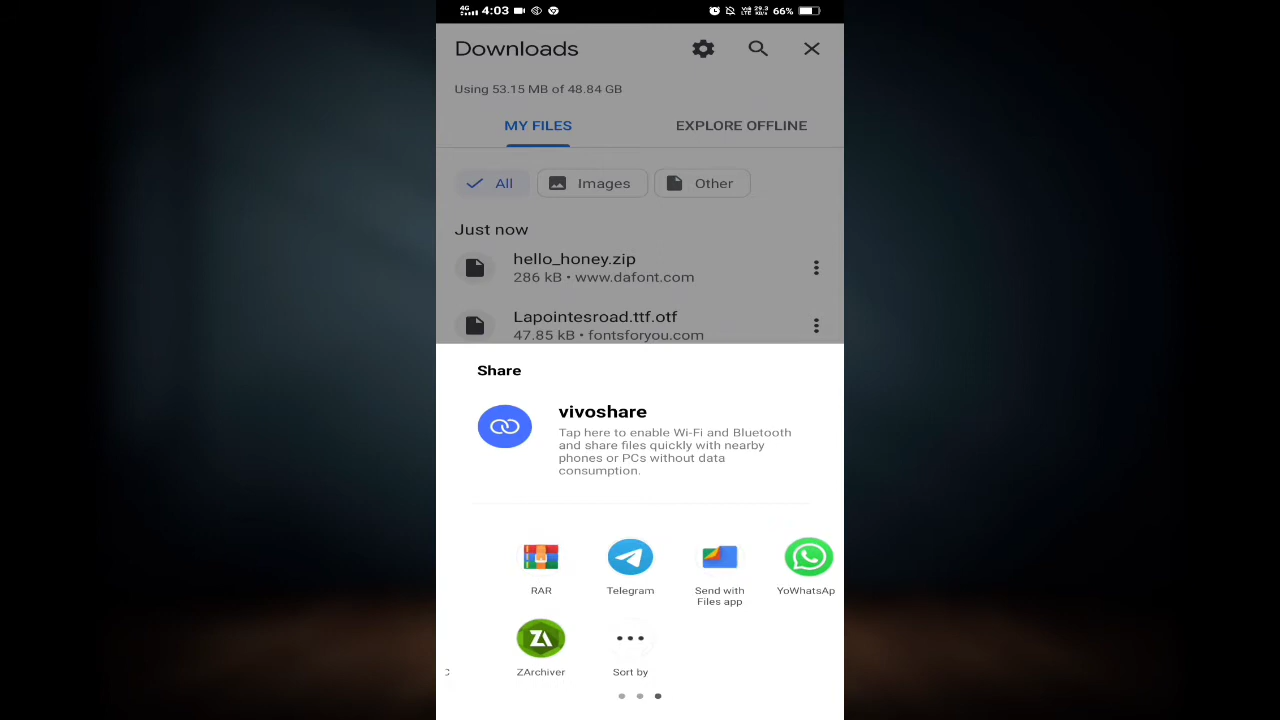 4G 4:03 66%
Downloads
Using 53.15 MB of 48.84 GB
MY FILES EXPLORE OFFLINE
All Images Other
Just now
hello_honey.zip
286 kB • www.dafont.com
Lapointesroad.ttf.otf
47.85 kB • fontsforyou.com
Share
vivoshare
Tap here to enable Wi-Fi and Bluetooth
and share files quickly with nearby
phones or PCs without data
consumption.
RAR Telegram Send with YoWhatsAp
Files app
ZArchiver Sort by